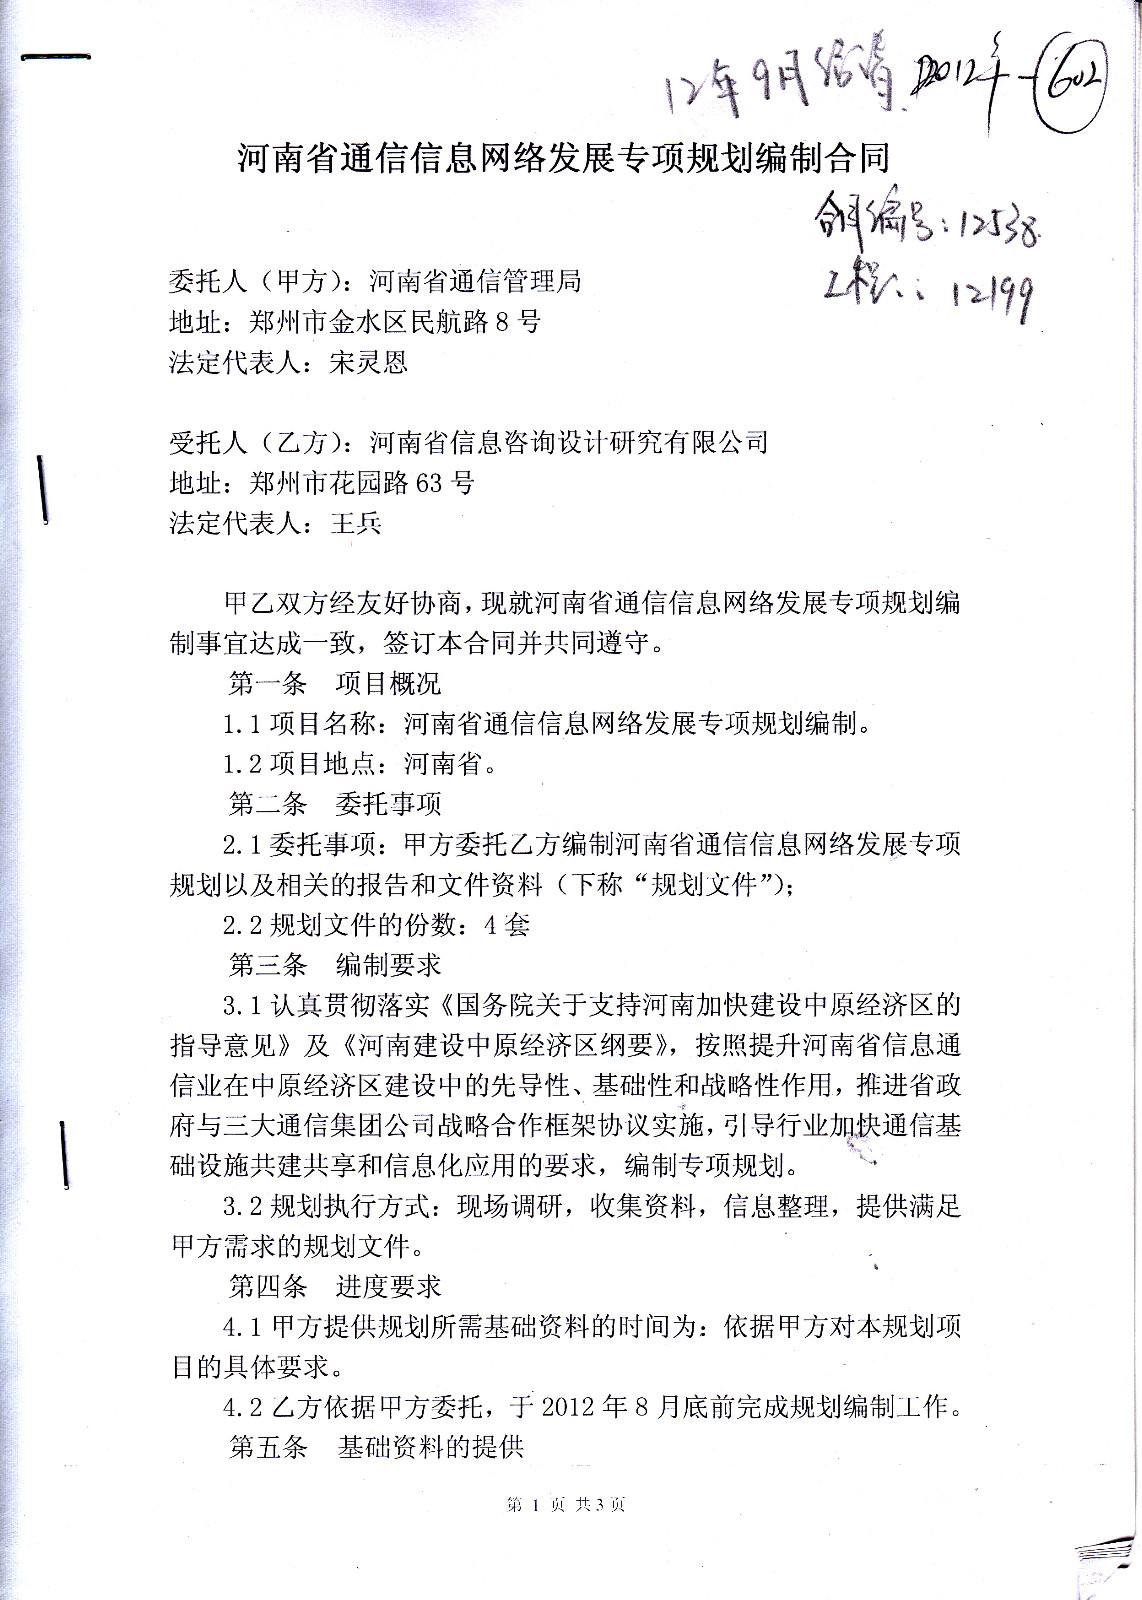 12年9月结清 2012年-602
河南省通信信息网络发展专项规划编制合同
合同编号:12538
工程:12199
委托人（甲方）：河南省通信管理局
地址：郑州市金水区民航路8号
法定代表人：宋灵恩
受托人（乙方）：河南省信息咨询设计研究有限公司
地址：郑州市花园路63号
法定代表人：王兵
甲乙双方经友好协商，现就河南省通信信息网络发展专项规划编
制事宜达成一致，签订本合同并共同遵守。
第一条 项目概况
1.1项目名称：河南省通信信息网络发展专项规划编制。
1.2项目地点：河南省。
第二条 委托事项
2.1委托事项：甲方委托乙方编制河南省通信信息网络发展专项
规划以及相关的报告和文件资料（下称“规划文件”）；
2.2规划文件的份数：4套
第三条 编制要求
3.1认真贯彻落实《国务院关于支持河南加快建设中原经济区的
指导意见》及《河南建设中原经济区纲要》，按照提升河南省信息通
信业在中原经济区建设中的先导性、基础性和战略性作用，推进省政
府与三大通信集团公司战略合作框架协议实施，引导行业加快通信基
础设施共建共享和信息化应用的要求，编制专项规划。
3.2规划执行方式：现场调研，收集资料，信息整理，提供满足
甲方需求的规划文件。
第四条 进度要求
4.1甲方提供规划所需基础资料的时间为：依据甲方对本规划项
目的具体要求。
4.2乙方依据甲方委托，于2012年8月底前完成规划编制工作。
第五条 基础资料的提供
第 1 页 共3页